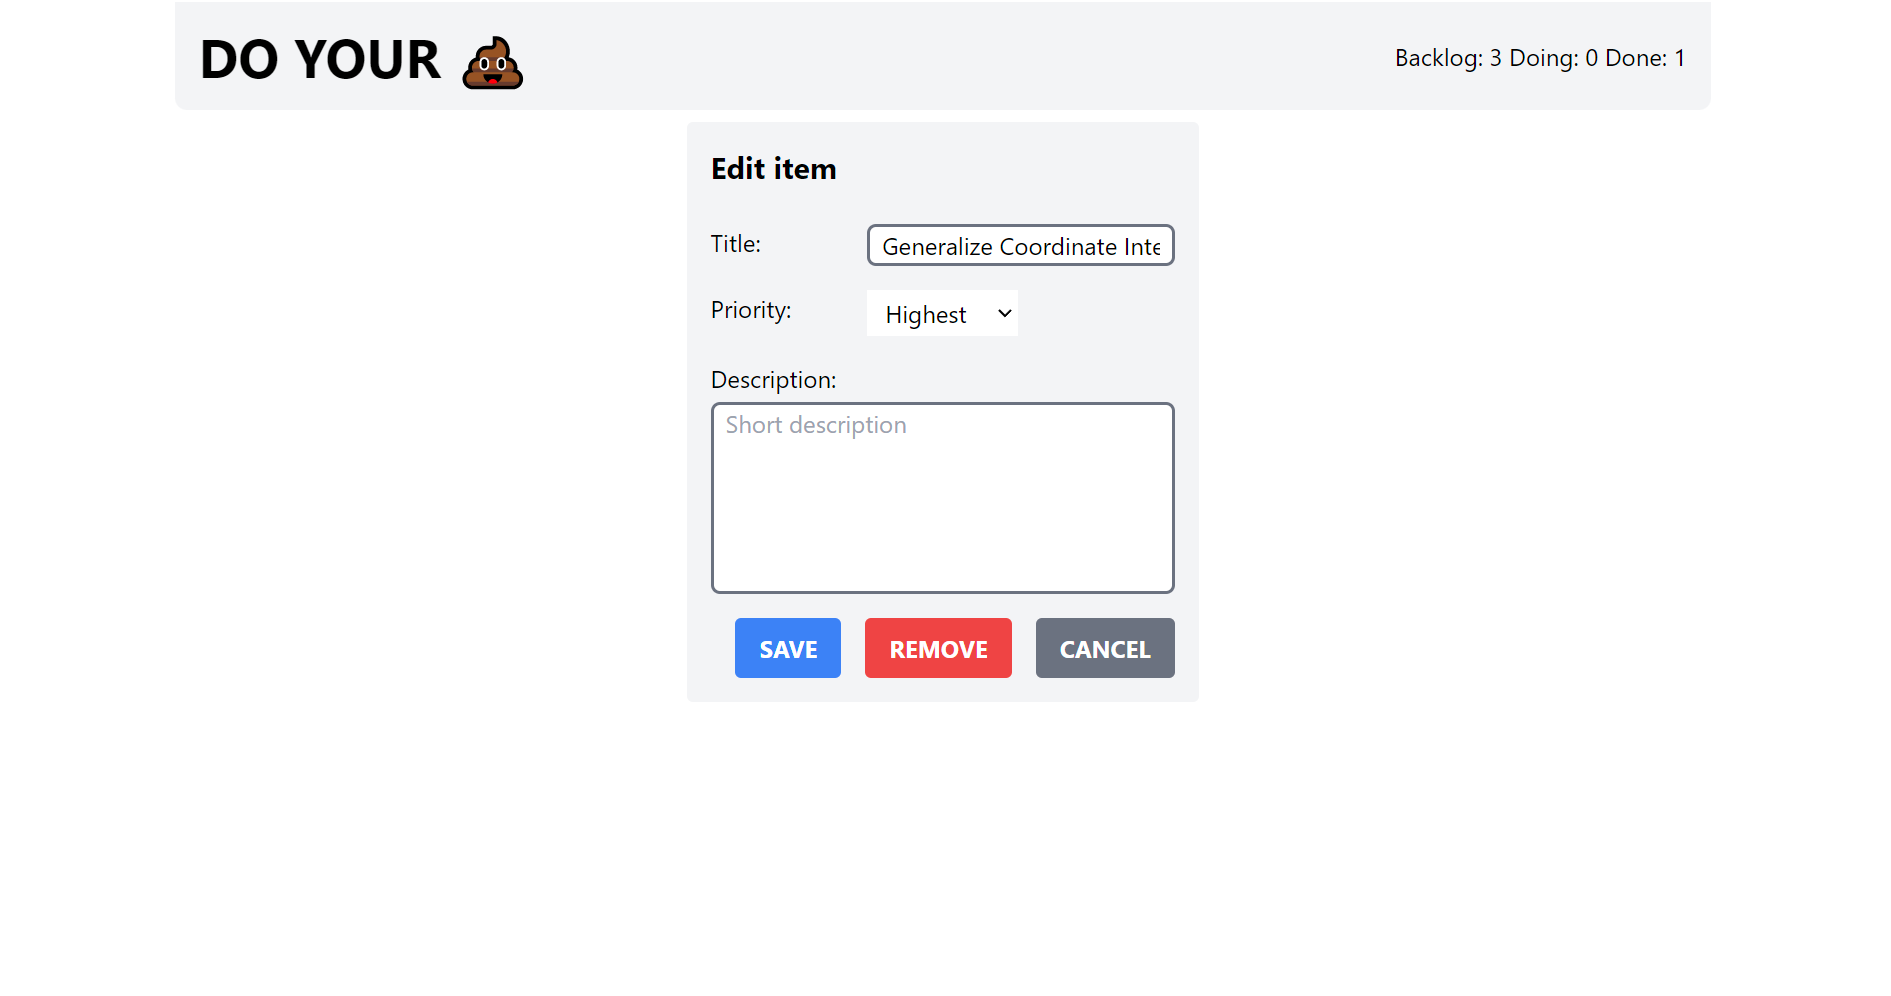 DO YOUR 💩
Backlog: 3 Doing: 0 Done: 1
Edit item
Title:
Generalize Coordinate
Priority:
Highest
Description:
Short description
SAVE
REMOVE
CANCEL